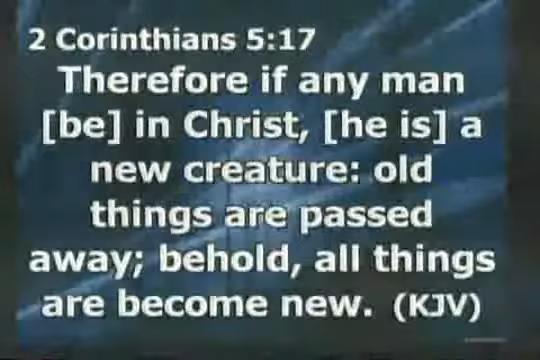 2 Corinthians 5:17
Therefore if any man
[be] in Christ, [he is] a
new creature: old
things are passed
away; behold, all things
are become new. (KJV)